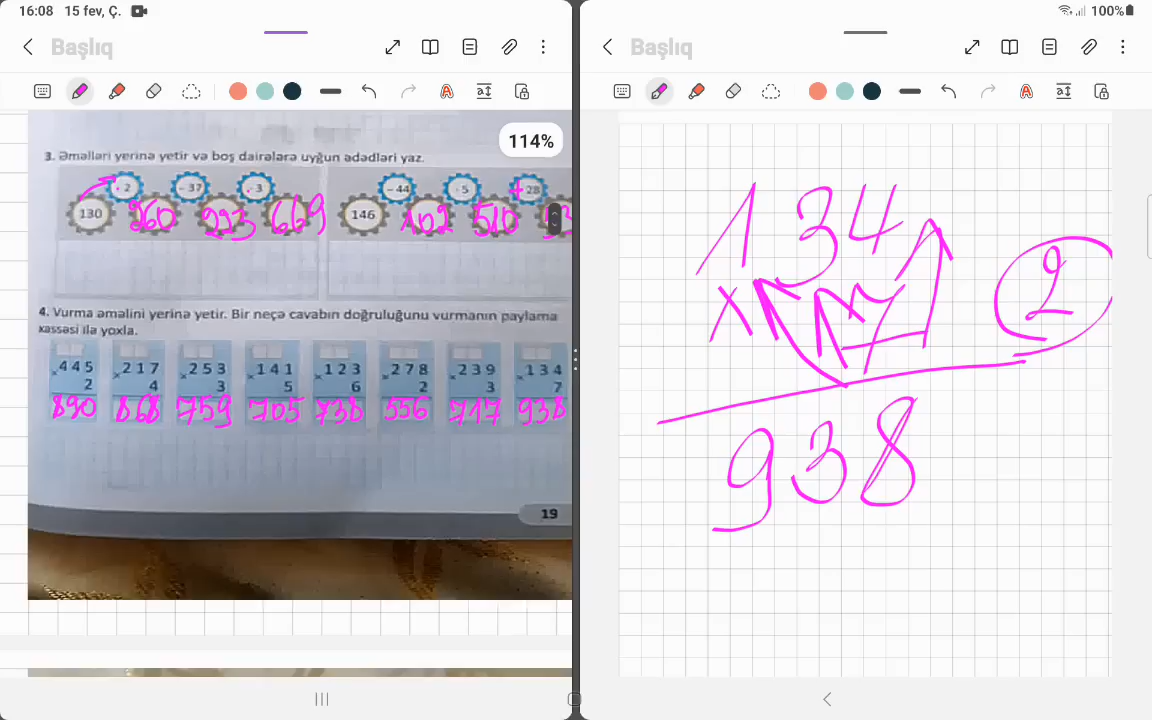 16:08 15 fev, Ç. 100%
Başlıq
114%
3. Əməlləri yerinə yetir və boş dairələrə uyğun ədədləri yaz.
· 2 - 37 · 3 - 44 · 5 + 28
130 260 223 669 146 102 510 53
4. Vurma əməlini yerinə yetir. Bir neçə cavabın doğruluğunu vurmanın paylama
xassəsi ilə yoxla.
445 217 253 141 123 278 239 134
× 2 × 4 × 3 × 5 × 6 × 2 × 3 × 7
890 868 759 705 738 556 717 938
19
Başlıq
134
× 7
2
938